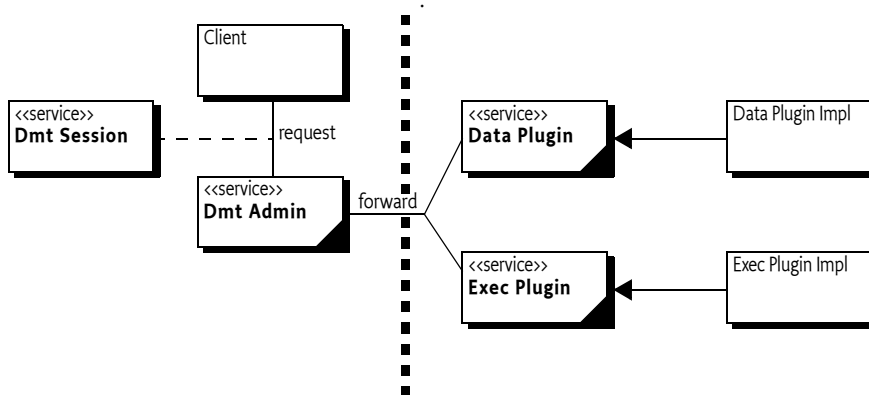 Client
<<service>>
Dmt Session
request
<<service>>
Data Plugin
Data Plugin Impl
<<service>>
Dmt Admin
forward
<<service>>
Exec Plugin
Exec Plugin Impl